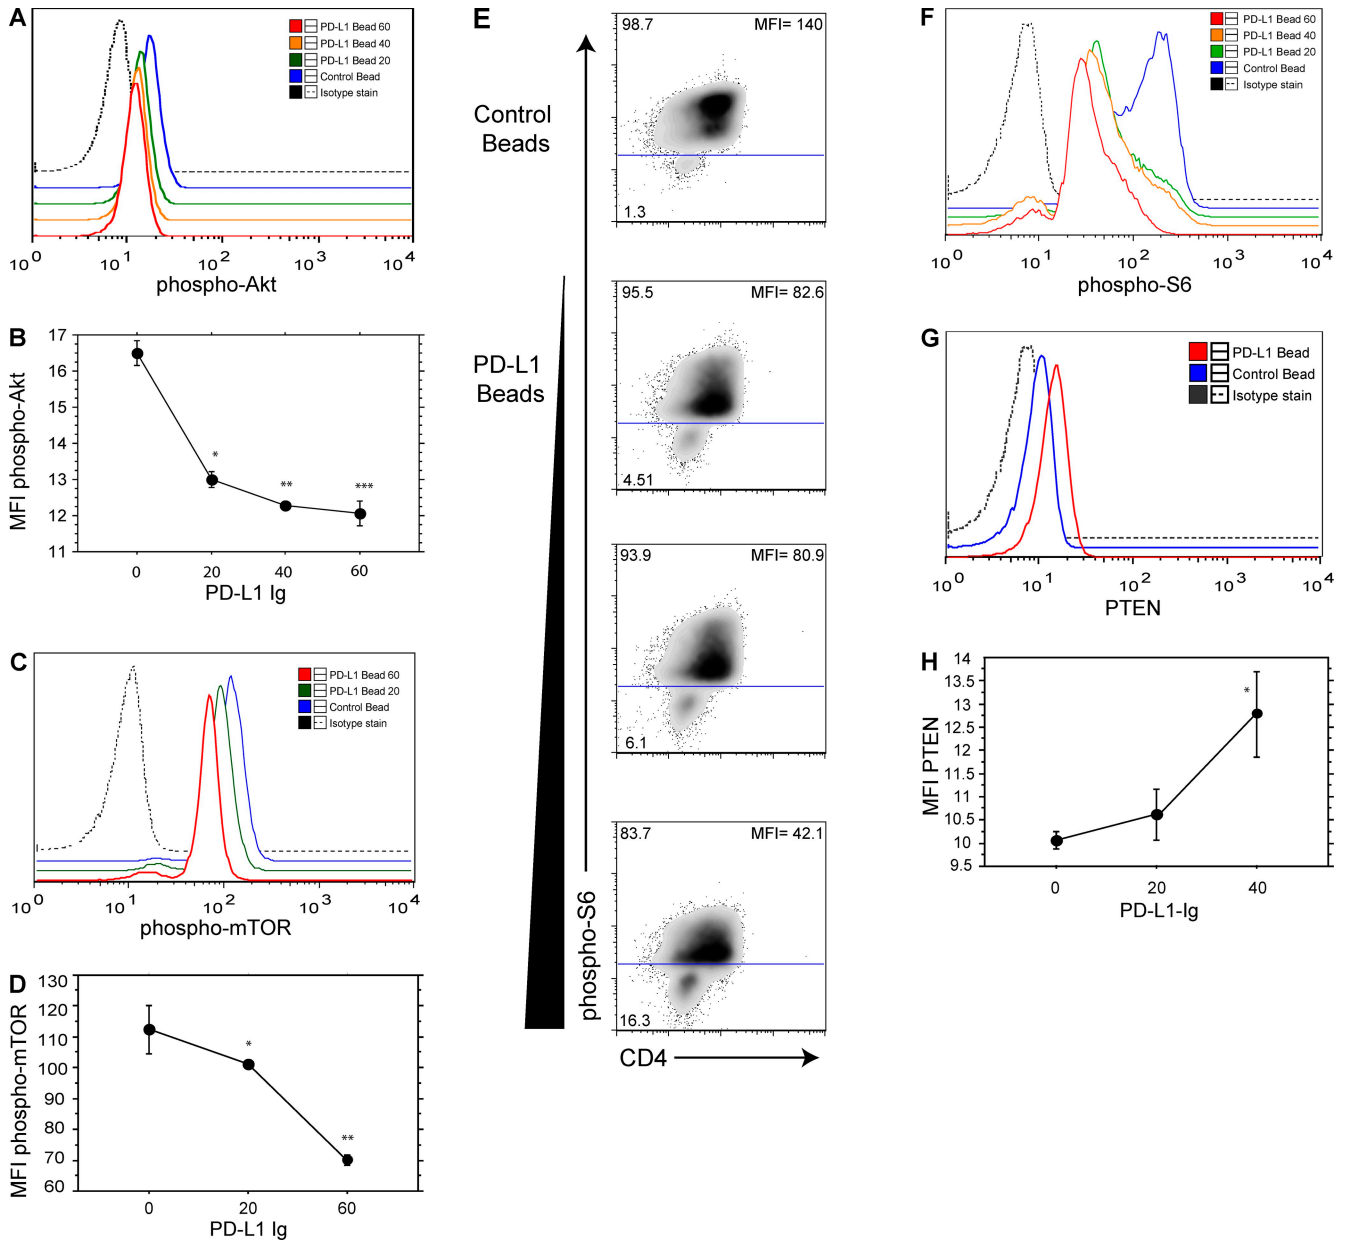 A
PD-L1 Bead 60
PD-L1 Bead 40
PD-L1 Bead 20
Control Bead
Isotype stain
10^0 10^1 10^2 10^3 10^4
phospho-Akt
B
17
16
15
14
13
12
11
MFI phospho-Akt
*
**
***
0 20 40 60
PD-L1 Ig
C
PD-L1 Bead 60
PD-L1 Bead 20
Control Bead
Isotype stain
10^0 10^1 10^2 10^3 10^4
phospho-mTOR
D
130
120
110
100
90
80
70
60
MFI phospho-mTOR
*
**
0 20 60
PD-L1 Ig
E
Control
Beads
PD-L1
Beads
98.7 MFI= 140
1.3
95.5 MFI= 82.6
4.51
93.9 MFI= 80.9
6.1
83.7 MFI= 42.1
16.3
phospho-S6
CD4
F
PD-L1 Bead 60
PD-L1 Bead 40
PD-L1 Bead 20
Control Bead
Isotype stain
10^0 10^1 10^2 10^3 10^4
phospho-S6
G
PD-L1 Bead
Control Bead
Isotype stain
10^0 10^1 10^2 10^3 10^4
PTEN
H
14
13.5
13
12.5
12
11.5
11
10.5
10
9.5
MFI PTEN
*
0 20 40
PD-L1-Ig